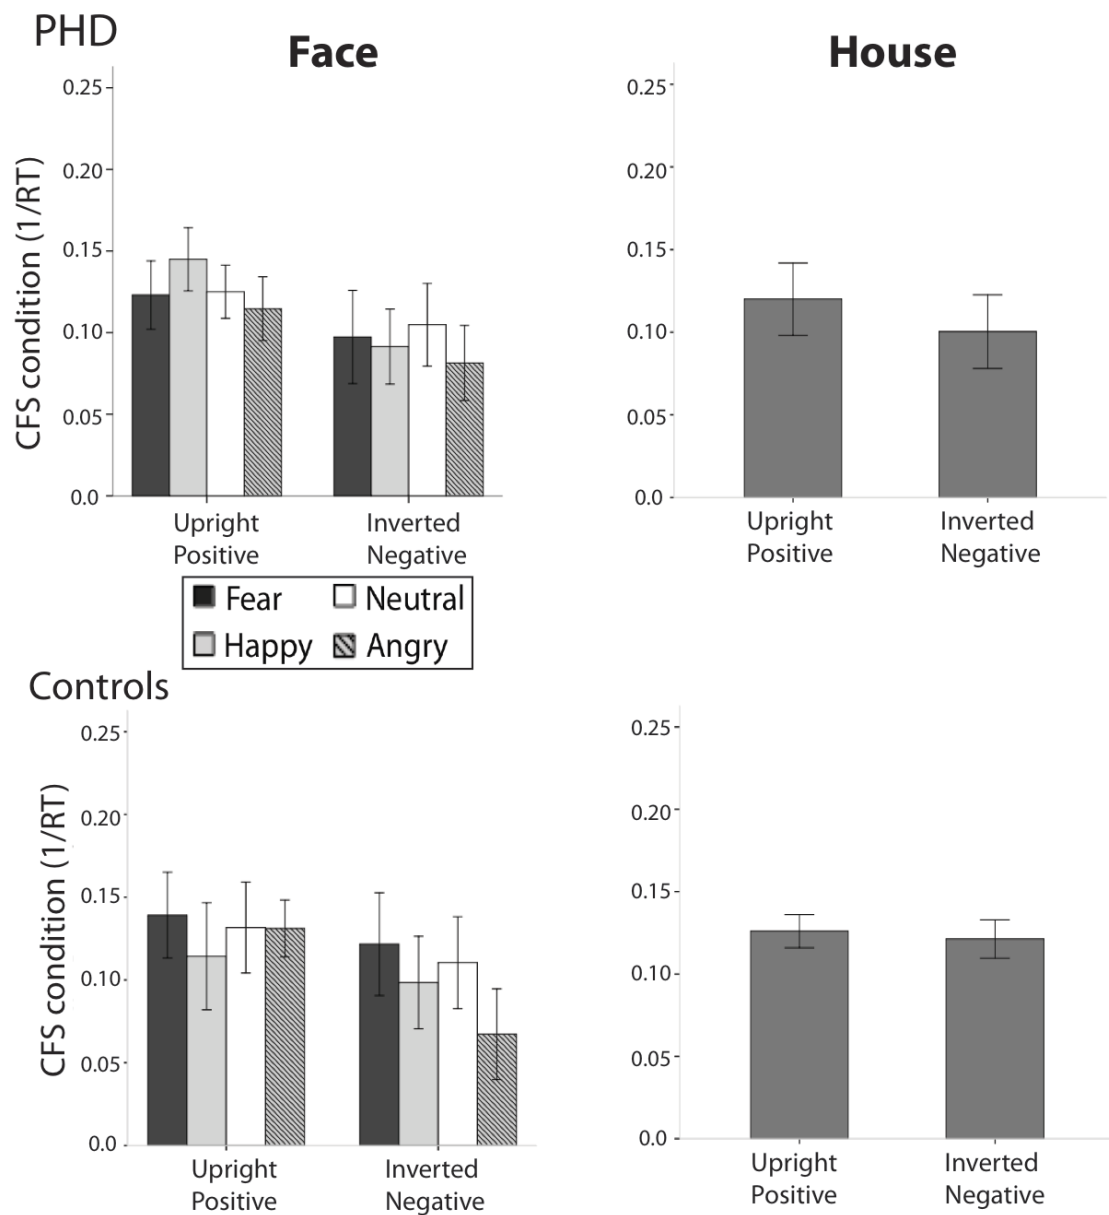 PHD
Face
House
CFS condition (1/RT)
0.25
0.20
0.15
0.10
0.05
0.0
Upright
Positive
Inverted
Negative
0.25
0.20
0.15
0.10
0.05
0.0
Upright
Positive
Inverted
Negative
Fear
Neutral
Happy
Angry
Controls
CFS condition (1/RT)
0.25
0.20
0.15
0.10
0.05
0.0
Upright
Positive
Inverted
Negative
0.25
0.20
0.15
0.10
0.05
0.0
Upright
Positive
Inverted
Negative